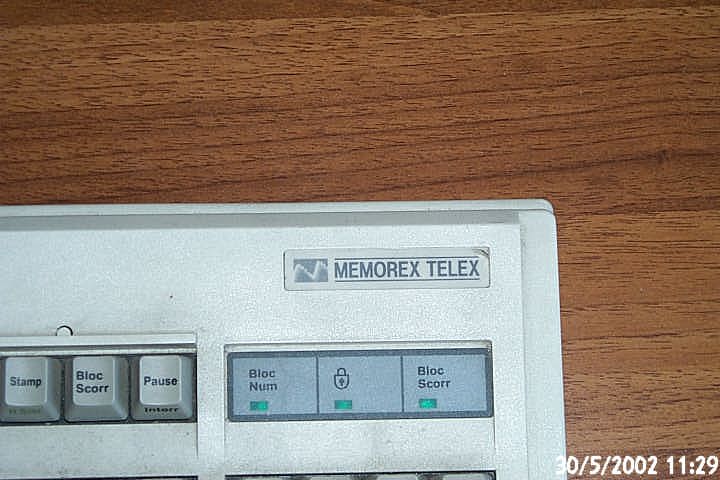 MEMOREX TELEX
Stamp
Bloc
Scorr
Pause
Interr
Bloc
Num
Bloc
Scorr
30/5/2002 11:29